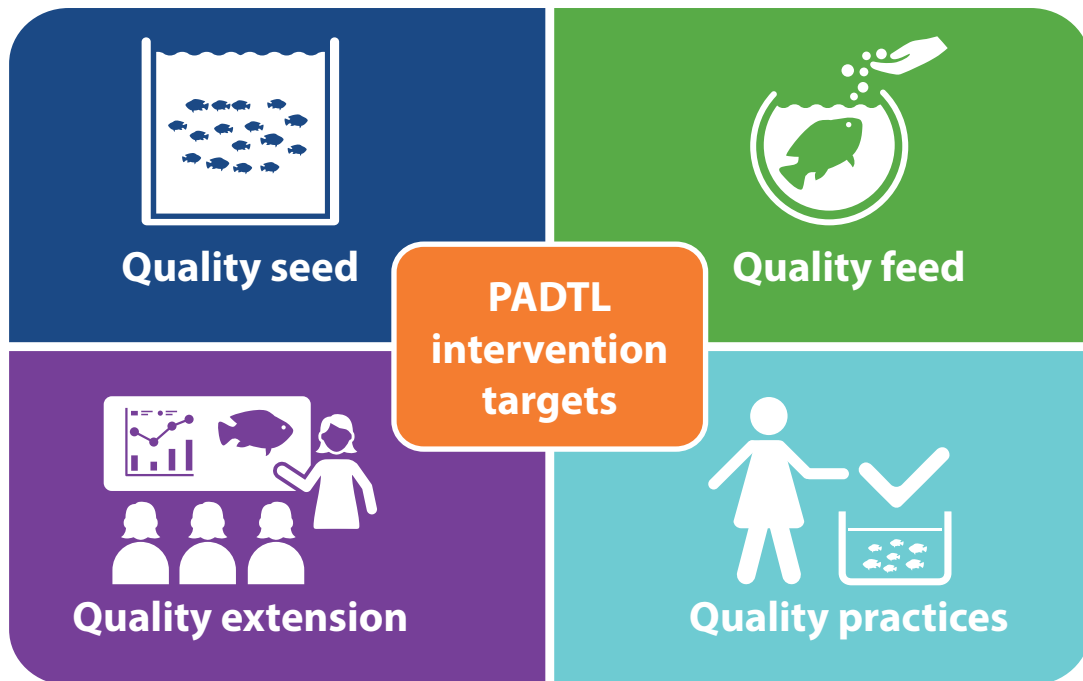 Quality seed
Quality feed
PADTL
intervention
targets
Quality extension
Quality practices